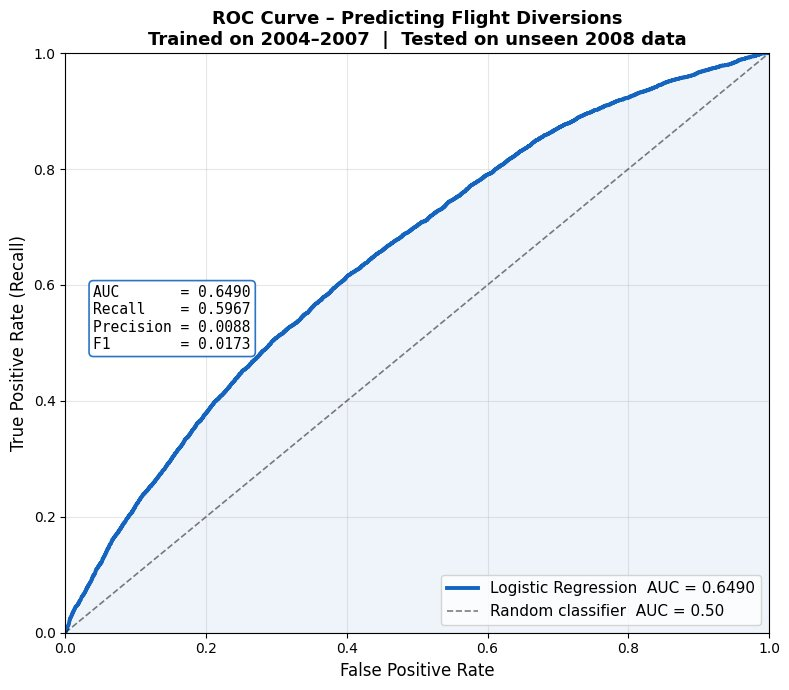 ROC Curve – Predicting Flight Diversions
Trained on 2004–2007 | Tested on unseen 2008 data
1.0
0.8
0.6
0.4
0.2
0.0
True Positive Rate (Recall)
AUC = 0.6490
Recall = 0.5967
Precision = 0.0088
F1 = 0.0173
Logistic Regression AUC = 0.6490
Random classifier AUC = 0.50
0.0 0.2 0.4 0.6 0.8 1.0
False Positive Rate